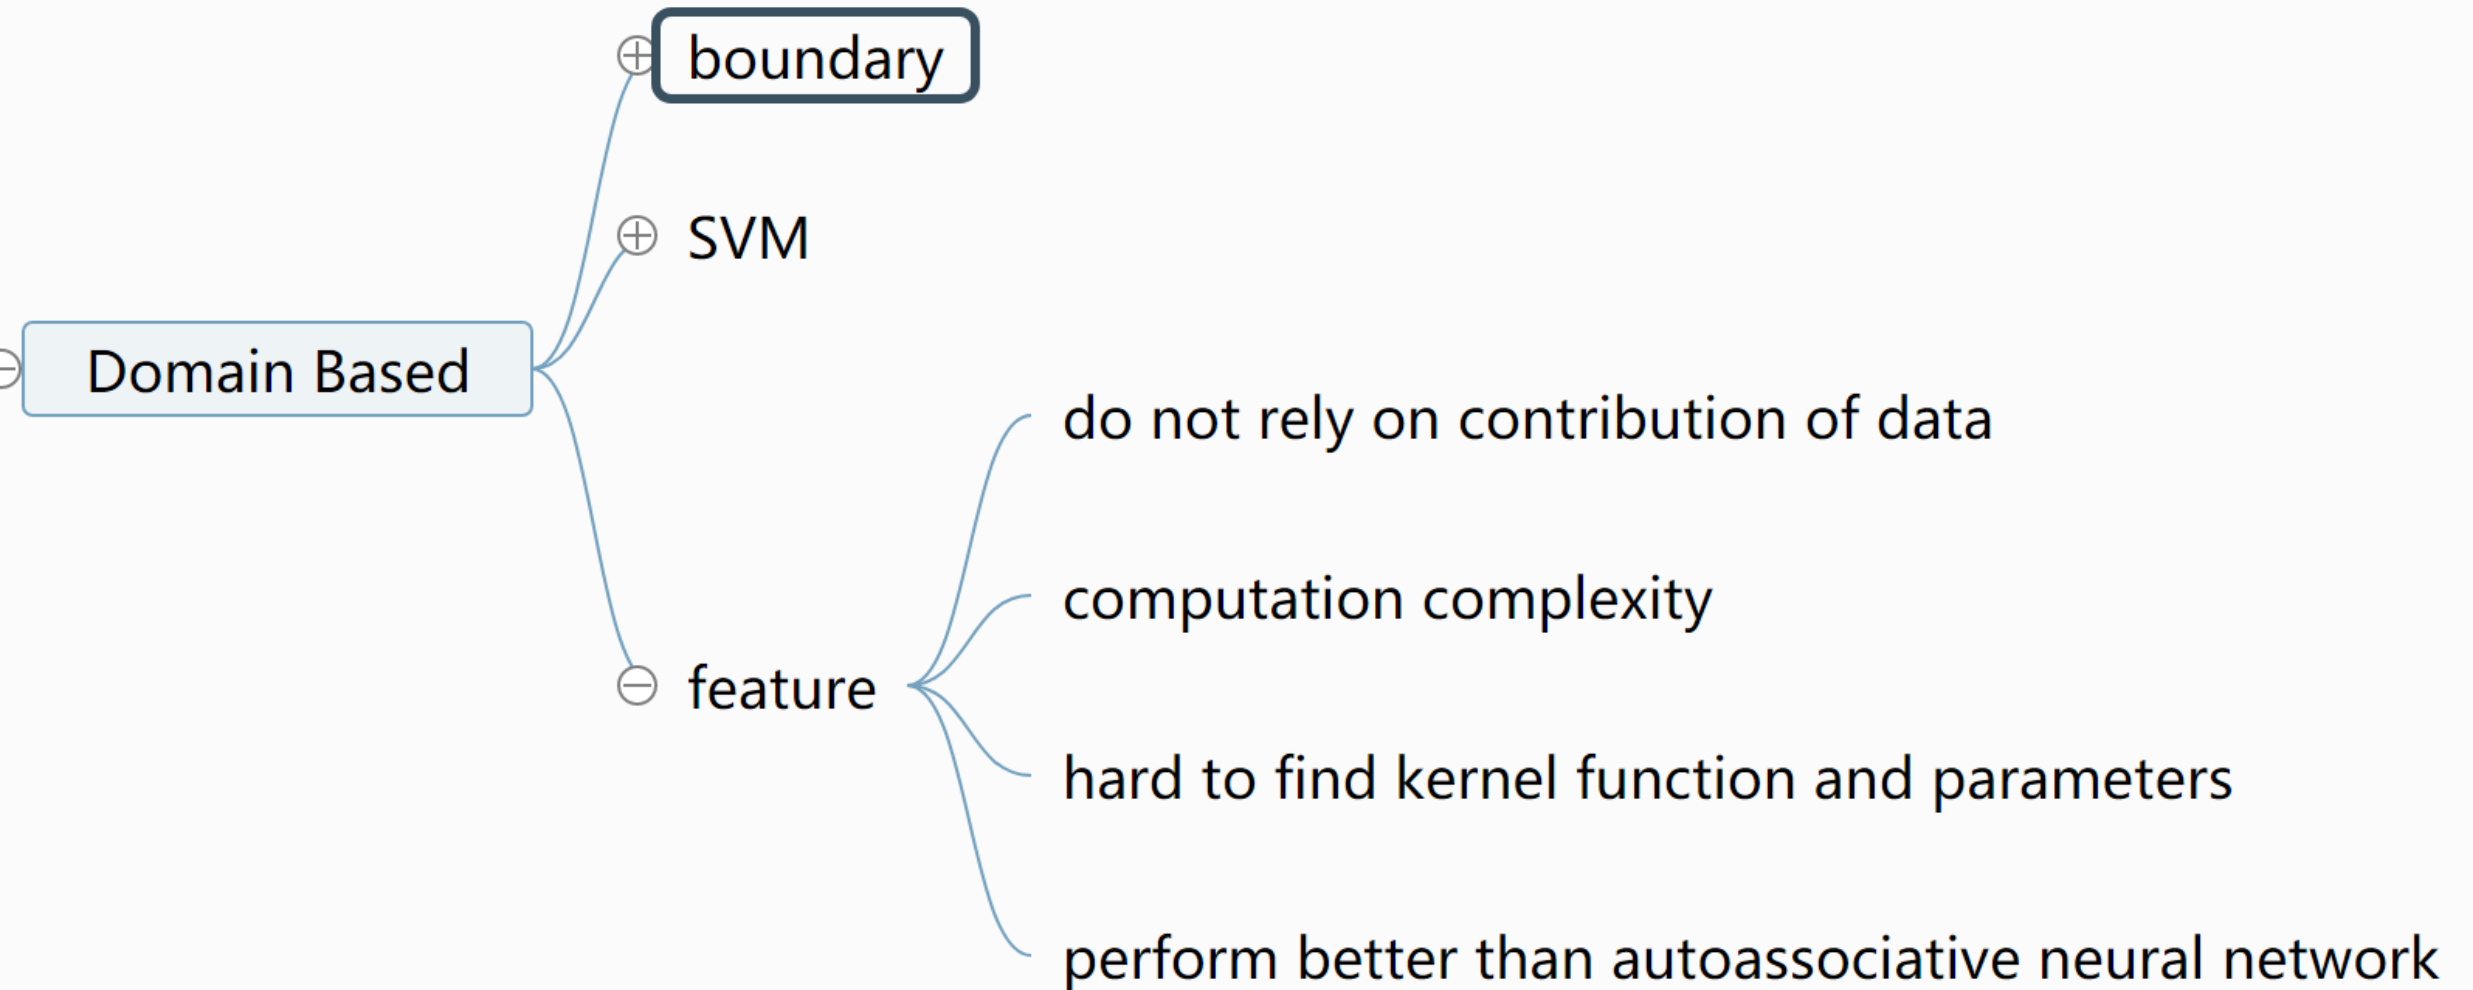 boundary
SVM
Domain Based
do not rely on contribution of data
computation complexity
feature
hard to find kernel function and parameters
perform better than autoassociative neural network